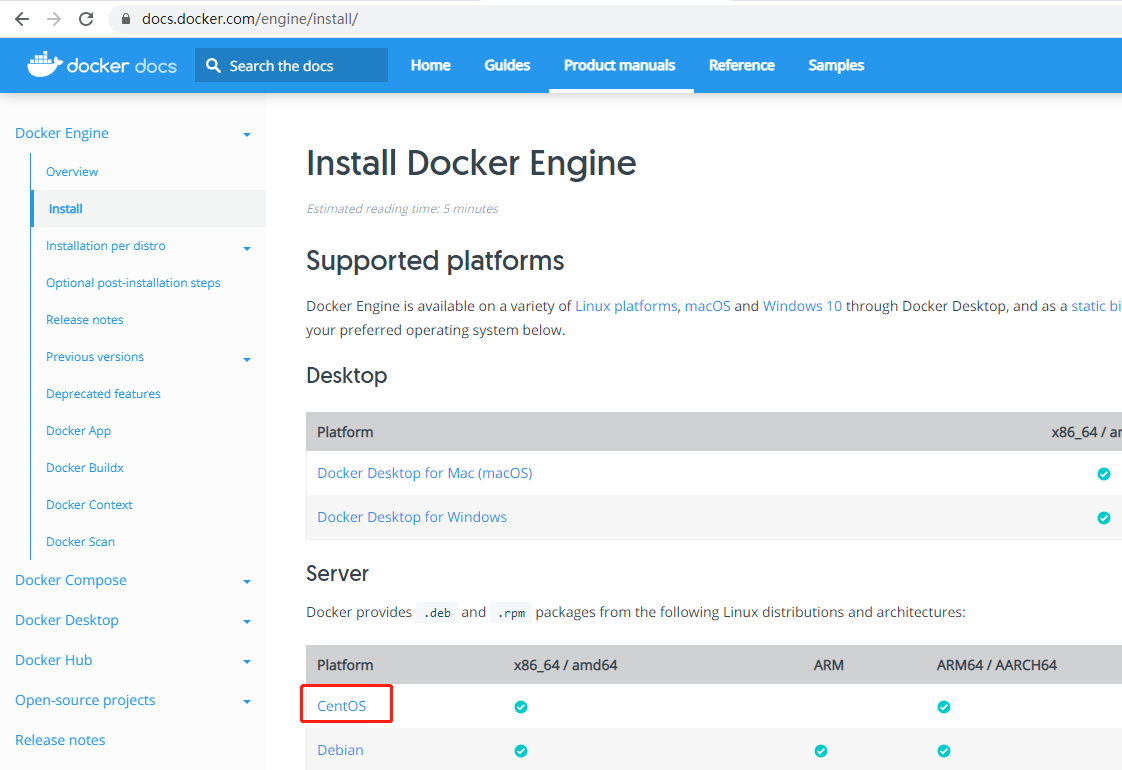 docs.docker.com/engine/install/
docker docs
Search the docs
Home
Guides
Product manuals
Reference
Samples
Docker Engine
Overview
Install
Installation per distro
Optional post-installation steps
Release notes
Previous versions
Deprecated features
Docker App
Docker Buildx
Docker Context
Docker Scan
Docker Compose
Docker Desktop
Docker Hub
Open-source projects
Release notes
Install Docker Engine
Estimated reading time: 5 minutes
Supported platforms
Docker Engine is available on a variety of Linux platforms, macOS and Windows 10 through Docker Desktop, and as a static bi
your preferred operating system below.
Desktop
Platform x86_64 / am
Docker Desktop for Mac (macOS)
Docker Desktop for Windows
Server
Docker provides .deb and .rpm packages from the following Linux distributions and architectures:
Platform x86_64 / amd64 ARM ARM64 / AARCH64
CentOS
Debian